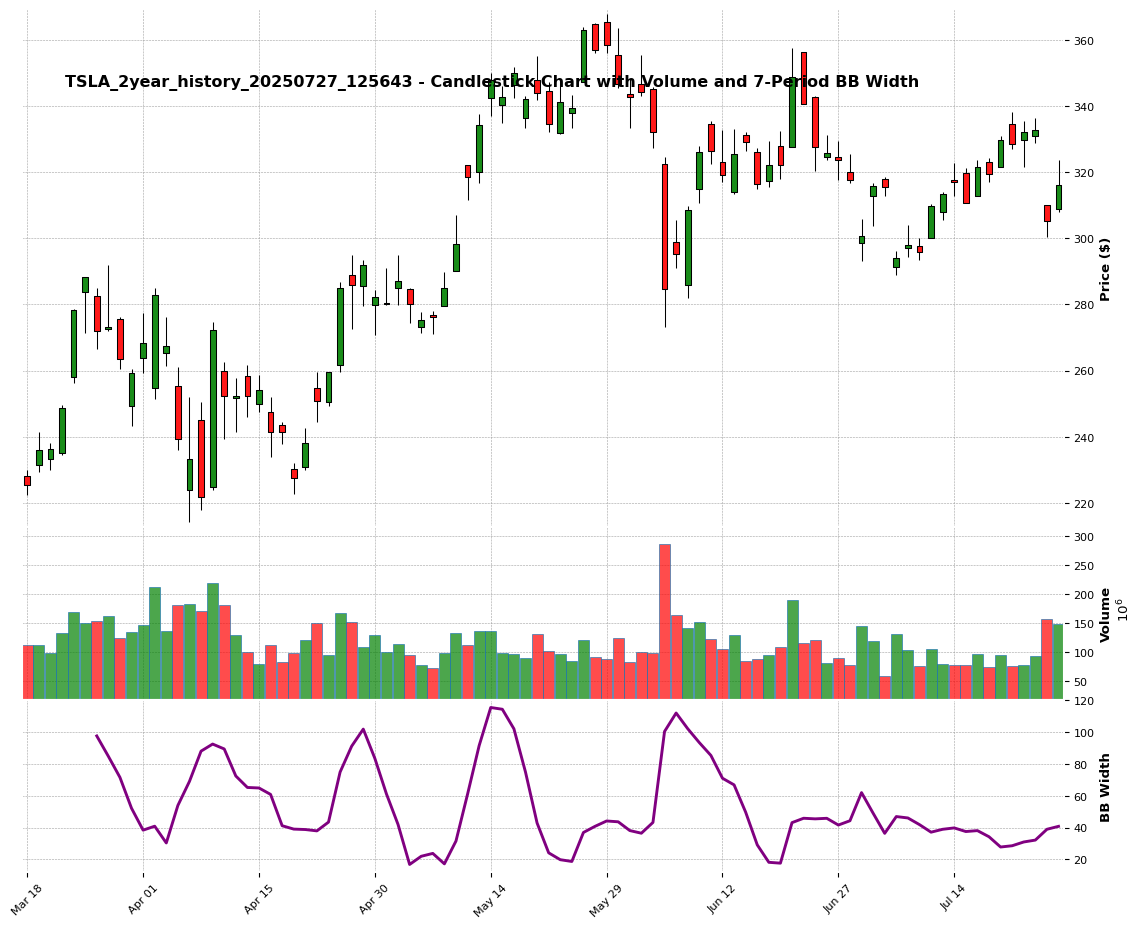 TSLA_2year_history_20250727_125643 - Candlestick Chart with Volume and 7-Period BB Width
360
340
320
300
280
260
240
220
Price ($)
300
250
200
150
100
50
Volume
10^6
120
100
80
60
40
20
BB Width
Mar 18
Apr 01
Apr 15
Apr 30
May 14
May 29
Jun 12
Jun 27
Jul 14